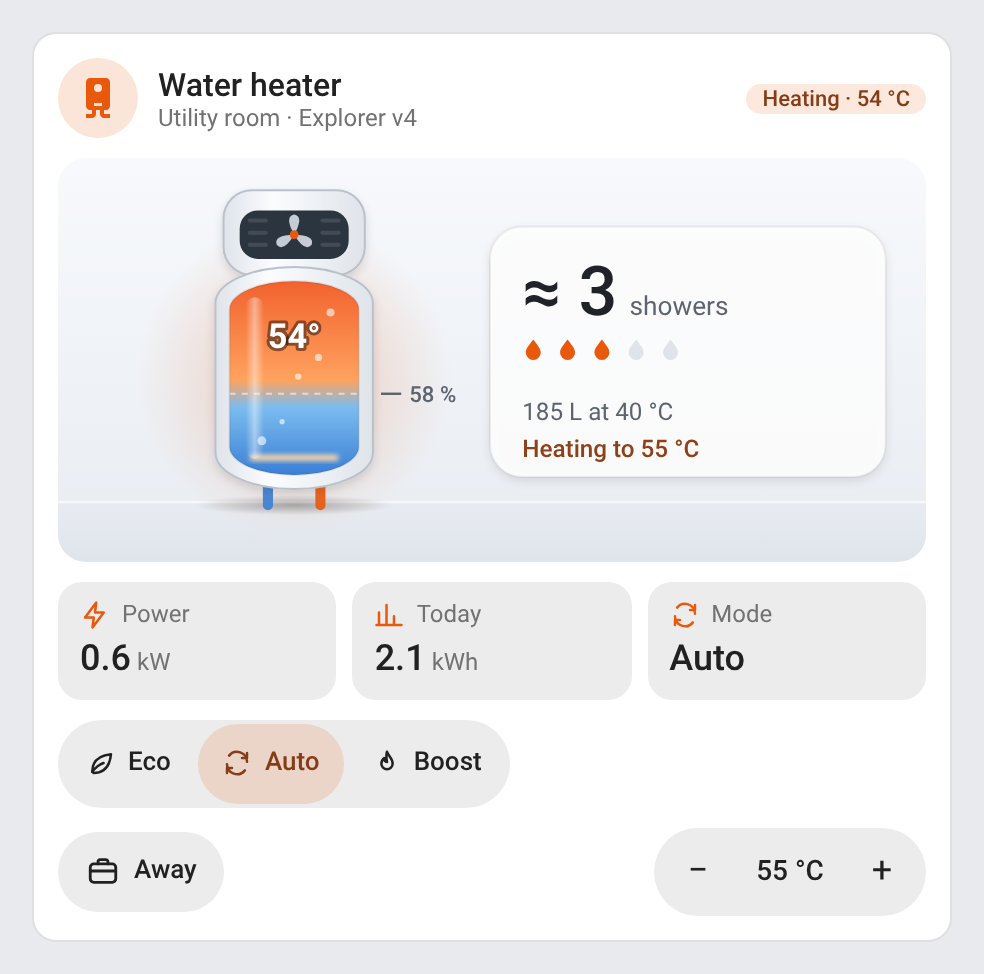 Water heater
Utility room · Explorer v4
Heating · 54 °C
54°
58 %
≈ 3 showers
185 L at 40 °C
Heating to 55 °C
Power
0.6 kW
Today
2.1 kWh
Mode
Auto
Eco
Auto
Boost
Away
− 55 °C +